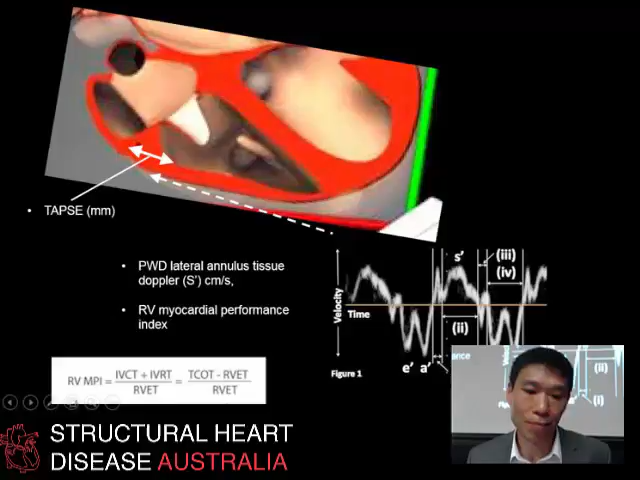 • TAPSE (mm)
• PWD lateral annulus tissue
doppler (S') cm/s,
• RV myocardial performance
index
RV MPI = IVCT + IVRT / RVET = TCOT - RVET / RVET
s'
(iii)
(iv)
Velocity
Time
(ii)
e' a'
Figure 1
(ii)
(i)
STRUCTURAL HEART
DISEASE AUSTRALIA